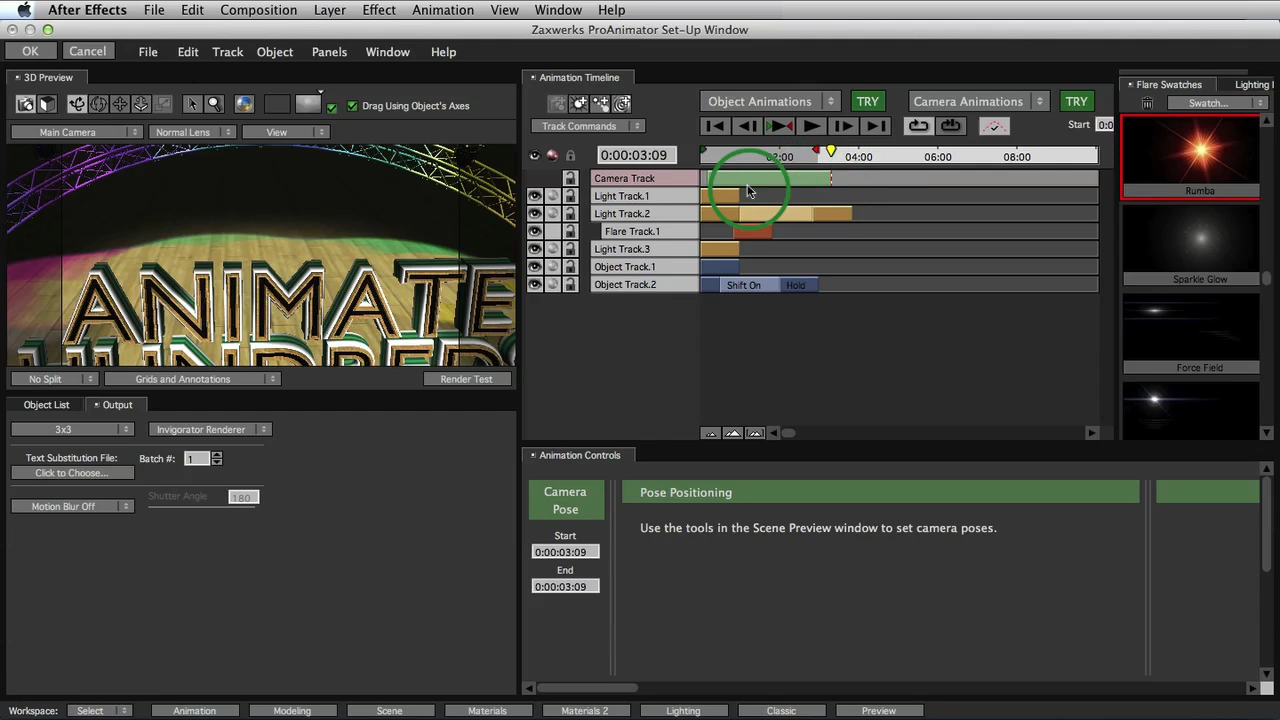 After Effects File Edit Composition Layer Effect Animation View Window Help
Zaxwerks ProAnimator Set-Up Window
OK Cancel File Edit Track Object Panels Window Help
3D Preview
Drag Using Object's Axes
Main Camera Normal Lens View
ANIMATE
HUNDREDS
No Split Grids and Annotations Render Test
Object List Output
3x3 Invigorator Renderer
Text Substitution File: Batch #: 1
Click to Choose...
Motion Blur Off Shutter Angle 180
Animation Timeline
Object Animations TRY Camera Animations TRY
Track Commands Start 0:0
0:00:03:09 02:00 04:00 06:00 08:00
Camera Track
Light Track.1
Light Track.2
Flare Track.1
Light Track.3
Object Track.1
Object Track.2 Shift On Hold
Flare Swatches Lighting
Swatch...
Rumba
Sparkle Glow
Force Field
Animation Controls
Camera Pose
Start
0:00:03:09
End
0:00:03:09
Pose Positioning
Use the tools in the Scene Preview window to set camera poses.
Workspace: Select Animation Modeling Scene Materials Materials 2 Lighting Classic Preview